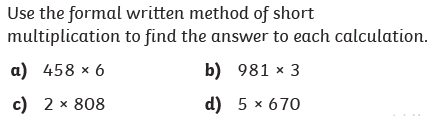 Use the formal written method of short
multiplication to find the answer to each calculation.
a) 458 × 6 b) 981 × 3
c) 2 × 808 d) 5 × 670